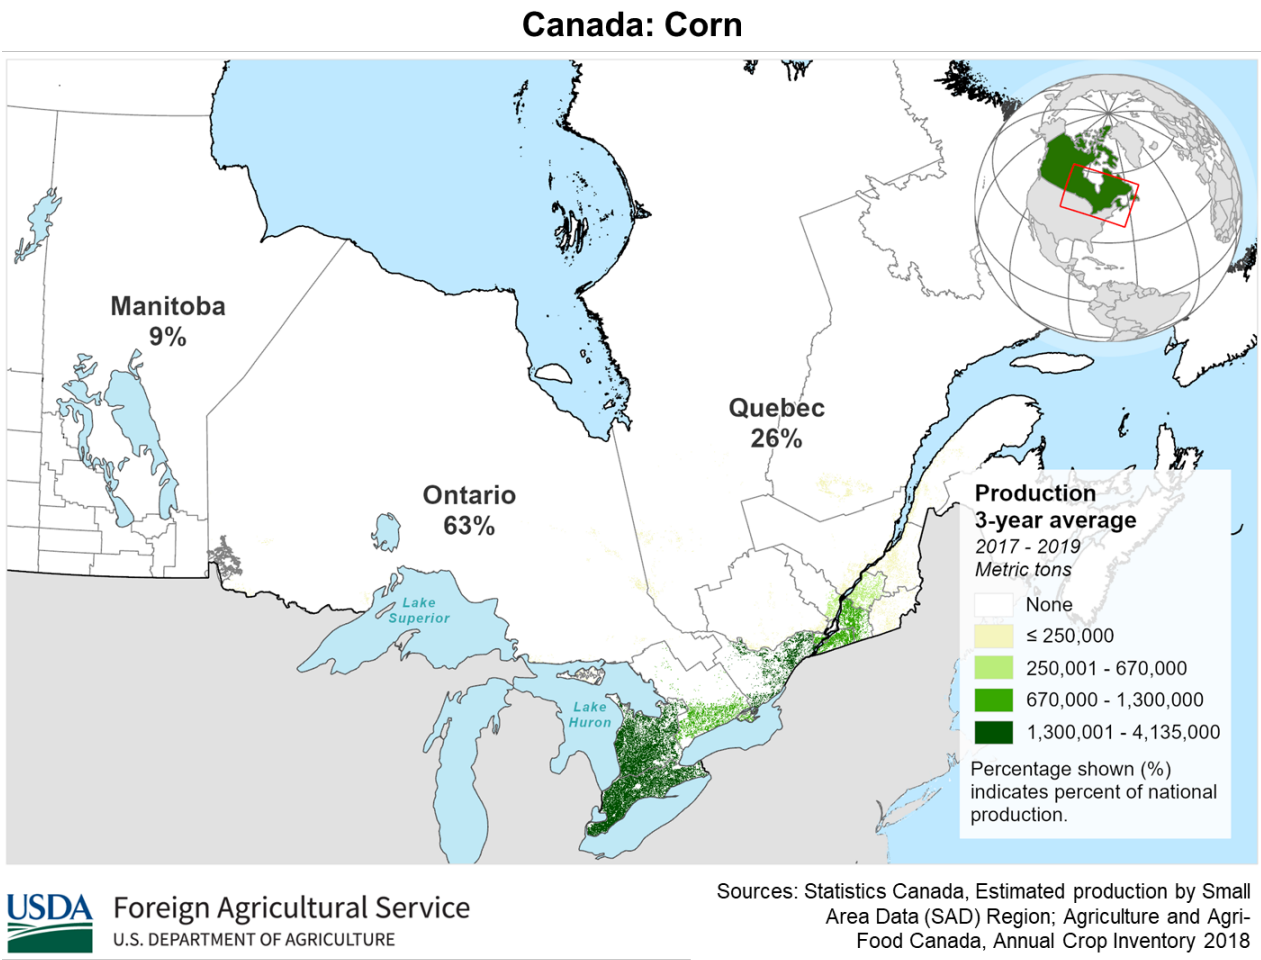 Canada: Corn
Manitoba
9%
Quebec
26%
Ontario
63%
Lake
Superior
Lake
Huron
Production
3-year average
2017 - 2019
Metric tons
None
≤ 250,000
250,001 - 670,000
670,000 - 1,300,000
1,300,001 - 4,135,000
Percentage shown (%)
indicates percent of national
production.
USDA
Foreign Agricultural Service
U.S. DEPARTMENT OF AGRICULTURE
Sources: Statistics Canada, Estimated production by Small
Area Data (SAD) Region; Agriculture and Agri-
Food Canada, Annual Crop Inventory 2018